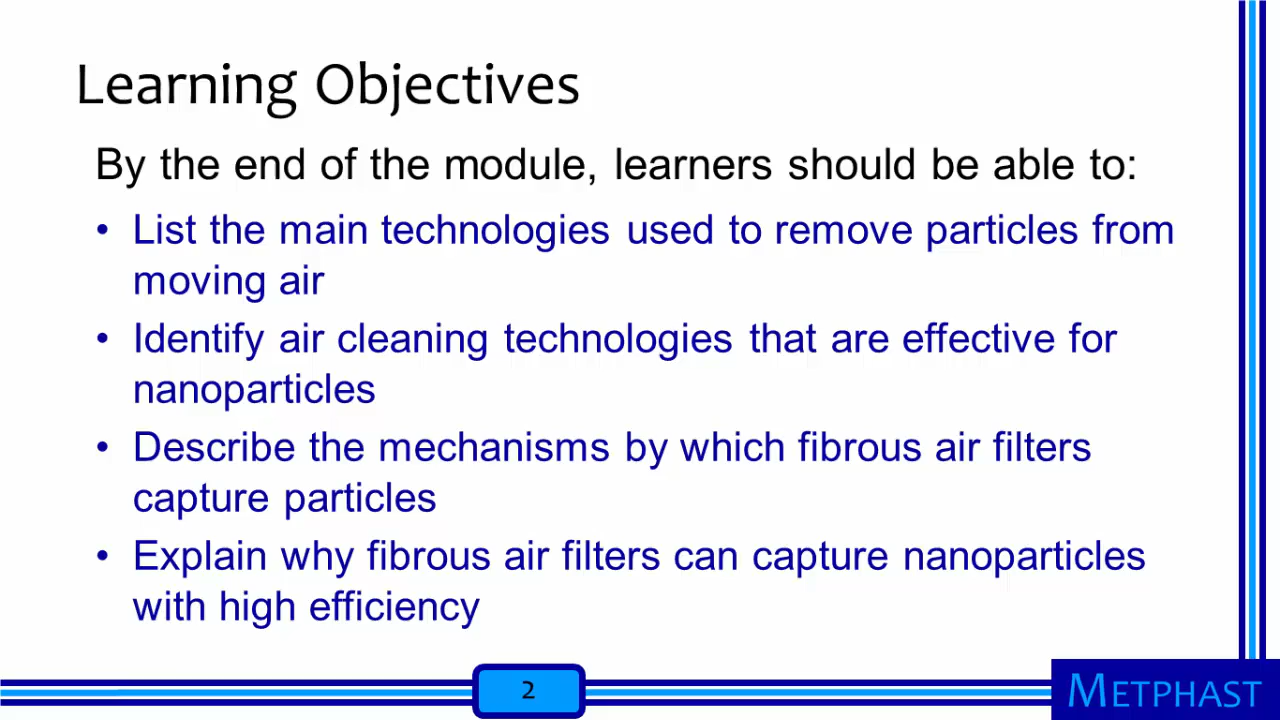 Learning Objectives
By the end of the module, learners should be able to:
• List the main technologies used to remove particles from
moving air
• Identify air cleaning technologies that are effective for
nanoparticles
• Describe the mechanisms by which fibrous air filters
capture particles
• Explain why fibrous air filters can capture nanoparticles
with high efficiency
2
METPHAST